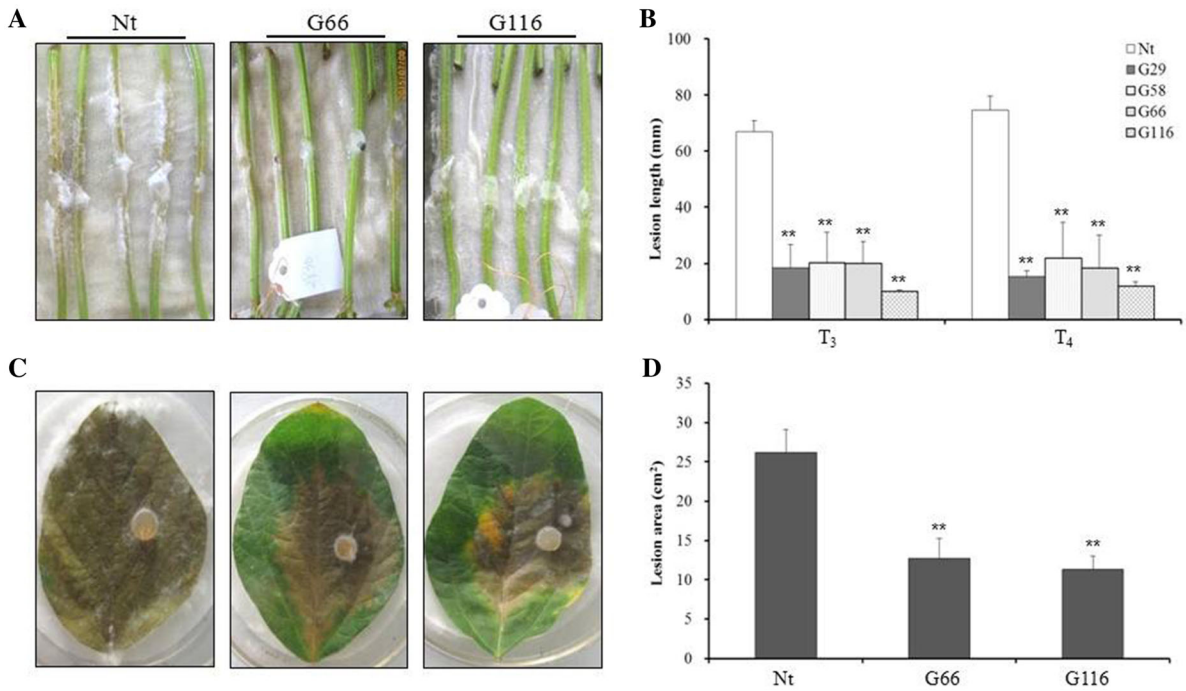 A
Nt
G66
G116
B
Lesion length (mm)
100
80
60
40
20
0
Nt
G29
G58
G66
G116
** ** ** **
** ** ** **
T₃
T₄
C
D
Lesion area (cm²)
35
30
25
20
15
10
5
0
**
**
Nt
G66
G116